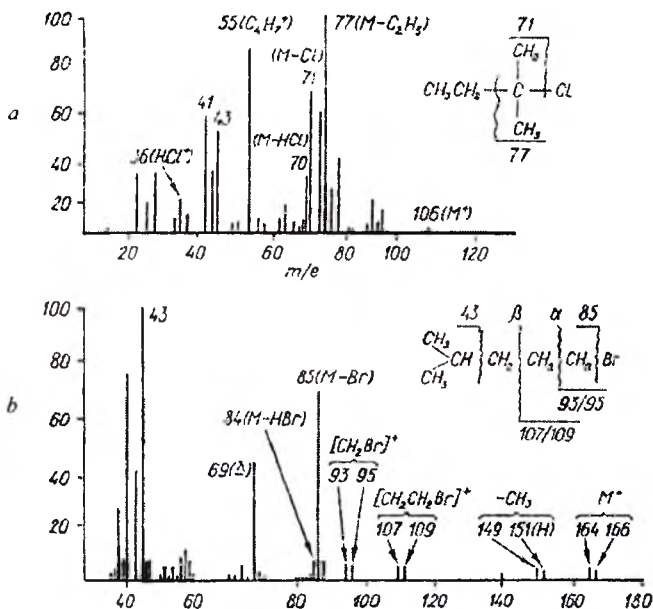 a
100
80
60
40
20
55(C₄H₇⁺)
77(M-C₂H₅)
(M-Cl)
71
41
43
36(HCl⁺)
(M-HCl)
70
106(M⁺)
71
CH₃
CH₃CH₂ C Cl
CH₃
77
20 40 60 80 100 120
m/e
b
100
80
60
40
20
43
85(M-Br)
84(M-HBr)
69
[CH₂Br]⁺
93 95
[CH₂CH₂Br]⁺
107 109
-CH₃
149 151(H)
M⁺
164 166
43 β α 85
CH₃
CH CH₂ CH₂ CH₂ Br
CH₃
93/95
107/109
40 60 80 100 120 140 160 180